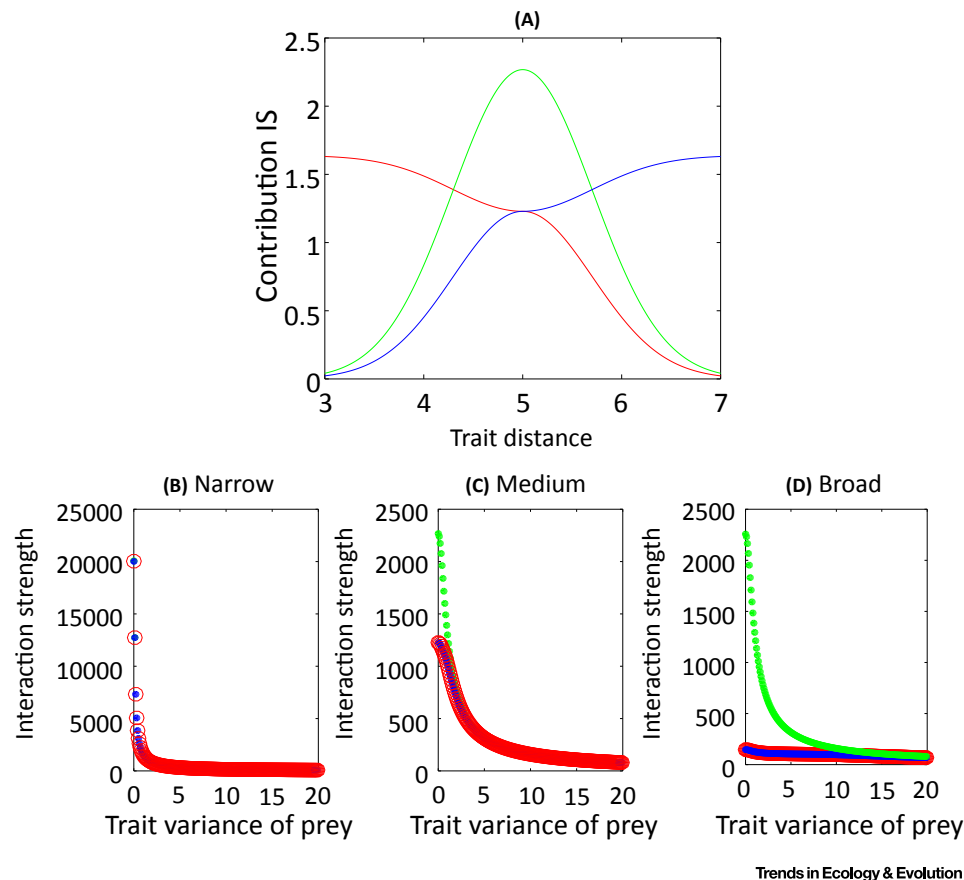 (A)
Contribution IS
2.5
2
1.5
1
0.5
0
3 4 5 6 7
Trait distance
(B) Narrow
Interaction strength
25000
20000
15000
10000
5000
0
0 5 10 15 20
Trait variance of prey
(C) Medium
Interaction strength
2500
2000
1500
1000
500
0
0 5 10 15 20
Trait variance of prey
(D) Broad
Interaction strength
2500
2000
1500
1000
500
0
0 5 10 15 20
Trait variance of prey
Trends in Ecology & Evolution